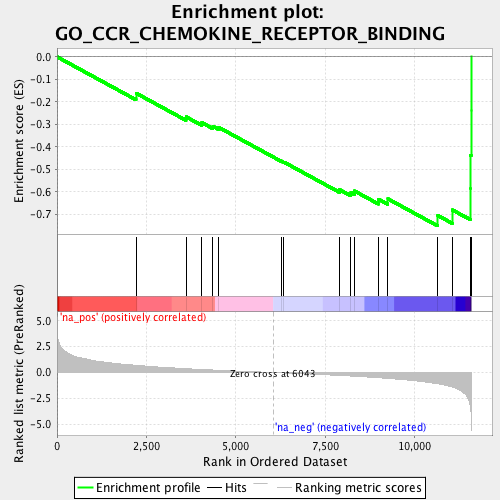 Enrichment plot:
GO_CCR_CHEMOKINE_RECEPTOR_BINDING
Enrichment score (ES)
0.0
-0.1
-0.2
-0.3
-0.4
-0.5
-0.6
-0.7
'na_pos' (positively correlated)
Ranked list metric (PreRanked)
5.0
2.5
0.0
-2.5
-5.0
Zero cross at 6043
'na_neg' (negatively correlated)
0 2,500 5,000 7,500 10,000
Rank in Ordered Dataset
Enrichment profile Hits Ranking metric scores